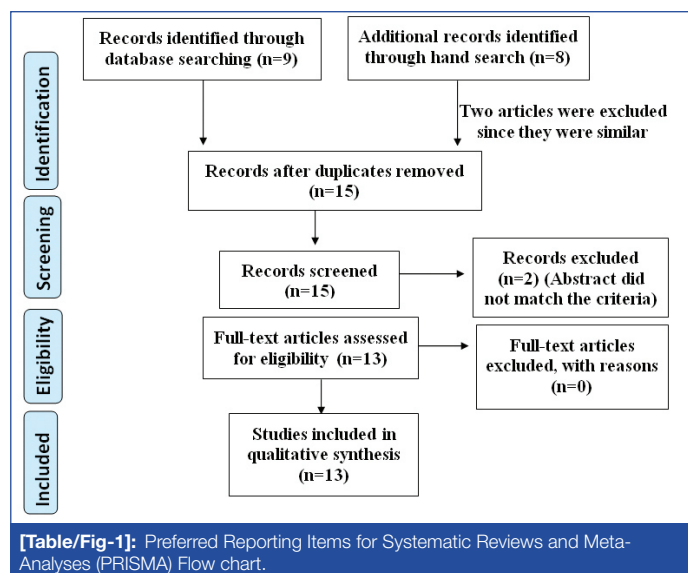 Identification
Records identified through
database searching (n=9)
Additional records identified
through hand search (n=8)
Two articles were excluded
since they were similar
Records after duplicates removed
(n=15)
Screening
Records screened
(n=15)
Records excluded
(n=2) (Abstract did
not match the criteria)
Eligibility
Full-text articles assessed
for eligibility (n=13)
Full-text articles
excluded, with reasons
(n=0)
Included
Studies included in
qualitative synthesis
(n=13)
[Table/Fig-1]: Preferred Reporting Items for Systematic Reviews and Meta-
Analyses (PRISMA) Flow chart.